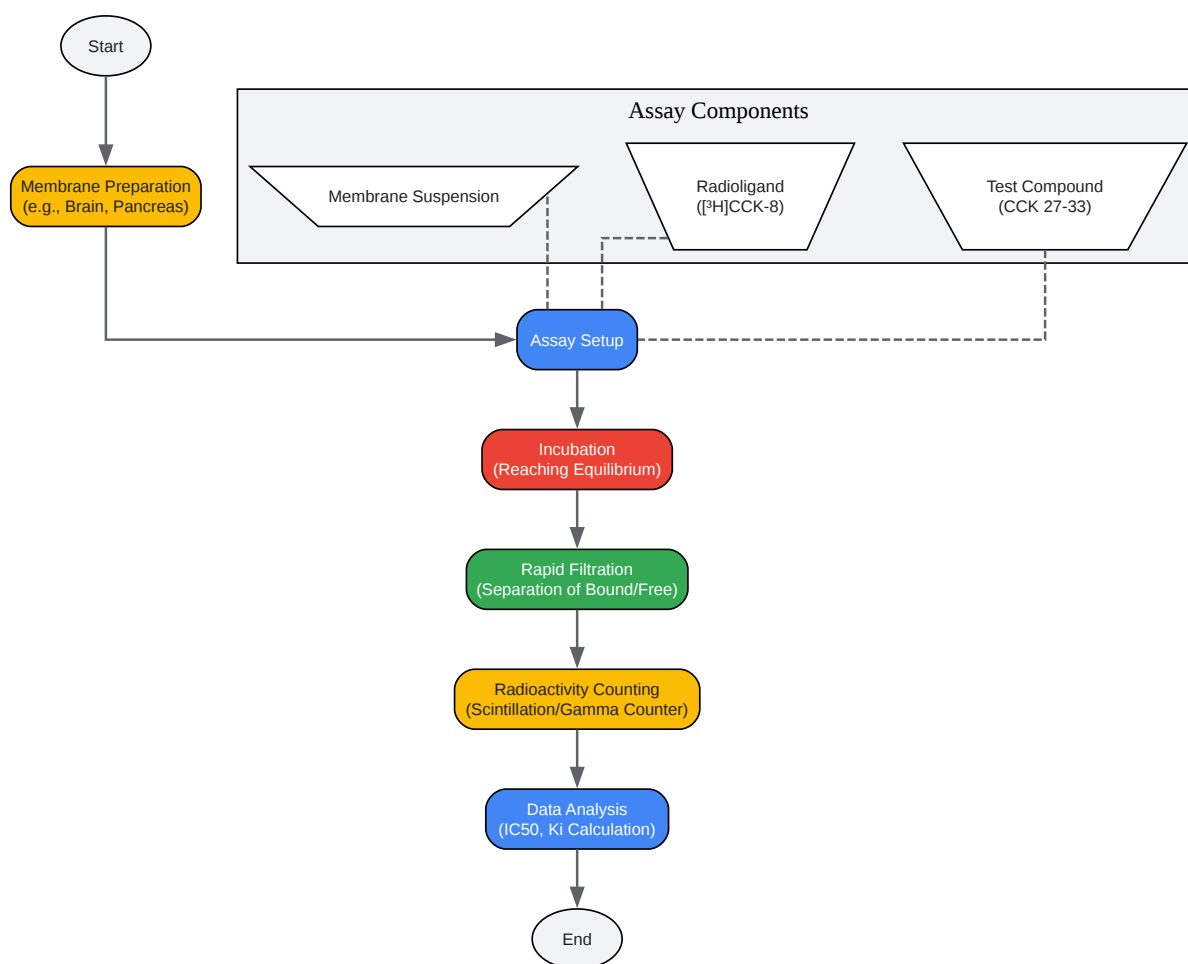 Start
Assay Components
Membrane Preparation
(e.g., Brain, Pancreas)
Membrane Suspension
Radioligand
([³H]CCK-8)
Test Compound
(CCK 27-33)
Assay Setup
Incubation
(Reaching Equilibrium)
Rapid Filtration
(Separation of Bound/Free)
Radioactivity Counting
(Scintillation/Gamma Counter)
Data Analysis
(IC50, Ki Calculation)
End